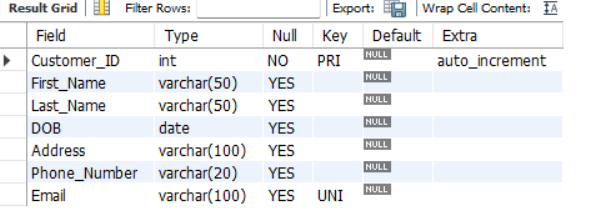 Result Grid Filter Rows: Export: Wrap Cell Content: IA
Field Type Null Key Default Extra
Customer_ID int NO PRI NULL auto_increment
First_Name varchar(50) YES NULL
Last_Name varchar(50) YES NULL
DOB date YES NULL
Address varchar(100) YES NULL
Phone_Number varchar(20) YES NULL
Email varchar(100) YES UNI NULL